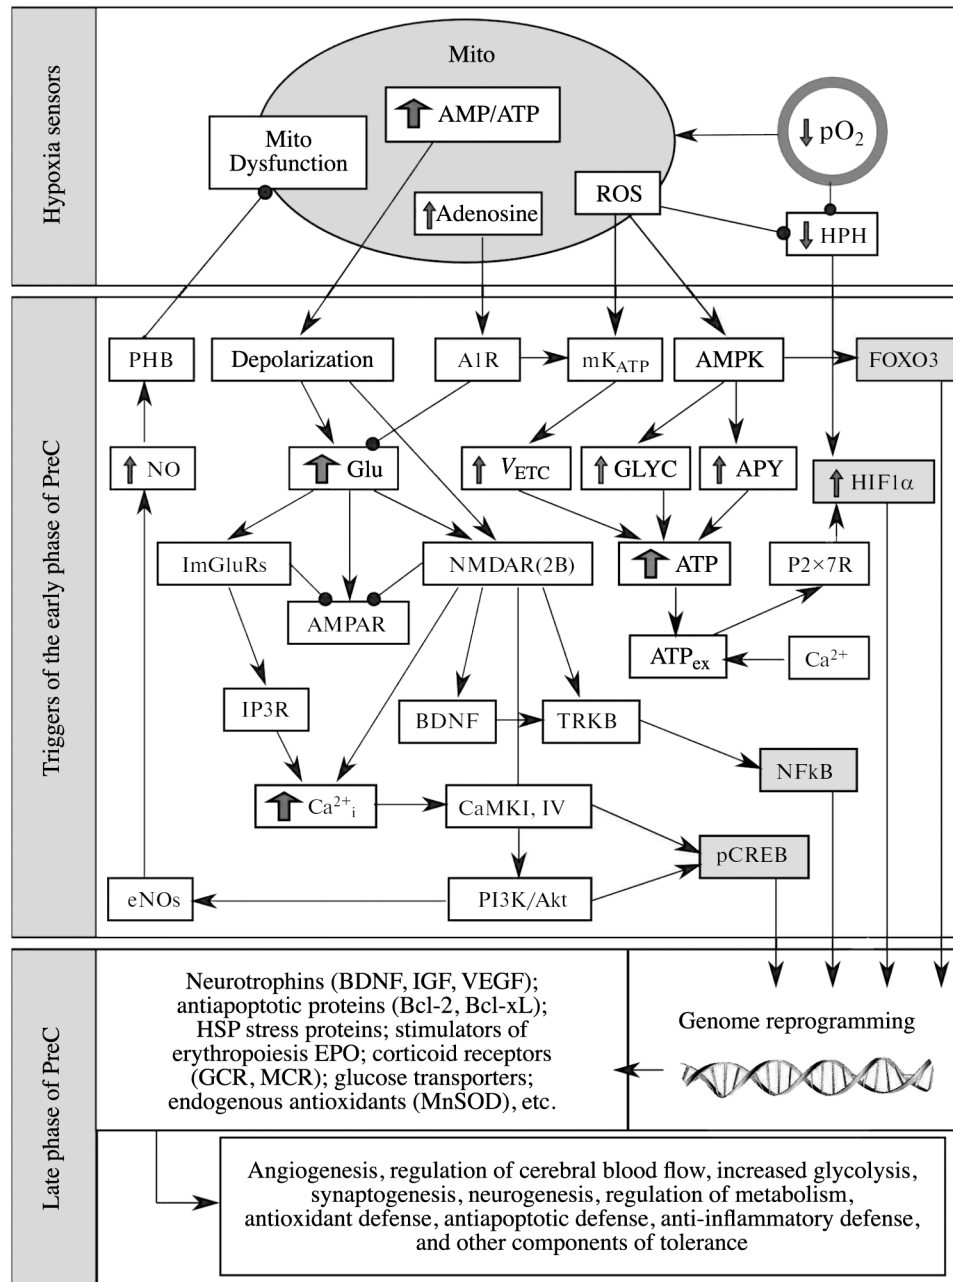 Hypoxia sensors
Mito
AMP/ATP
Mito
Dysfunction
pO₂
ROS
Adenosine
HPH
Triggers of the early phase of PreC
PHB
Depolarization
A1R
mK_ATP
AMPK
FOXO3
NO
Glu
V_ETC
GLYC
APY
HIF1α
ImGluRs
NMDAR(2B)
ATP
P2×7R
AMPAR
ATP_ex
Ca²⁺
IP3R
BDNF
TRKB
NFkB
Ca²⁺ᵢ
CaMKI, IV
pCREB
eNOs
PI3K/Akt
Late phase of PreC
Neurotrophins (BDNF, IGF, VEGF);
antiapoptotic proteins (Bcl-2, Bcl-xL);
HSP stress proteins; stimulators of
erythropoiesis EPO; corticoid receptors
(GCR, MCR); glucose transporters;
endogenous antioxidants (MnSOD), etc.
Genome reprogramming
Angiogenesis, regulation of cerebral blood flow, increased glycolysis,
synaptogenesis, neurogenesis, regulation of metabolism,
antioxidant defense, antiapoptotic defense, anti-inflammatory defense,
and other components of tolerance